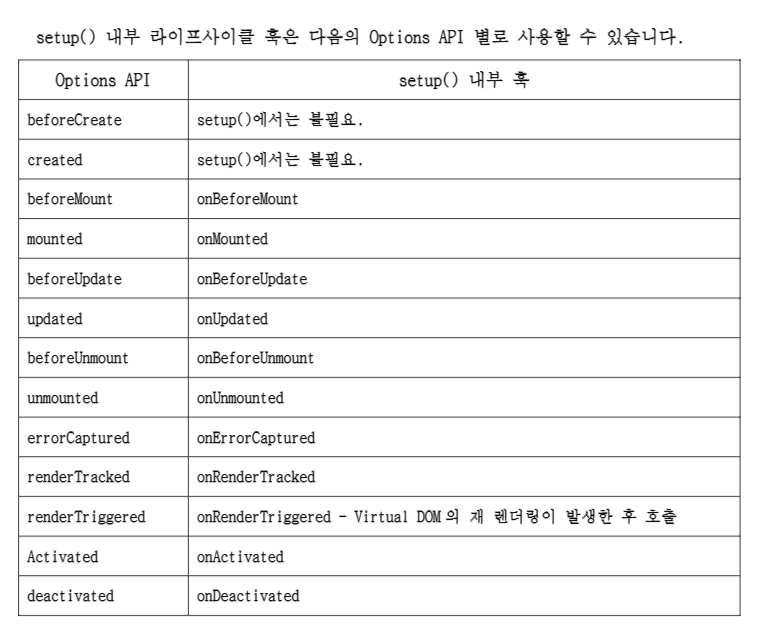 setup() 내부 라이프사이클 훅은 다음의 Options API 별로 사용할 수 있습니다.
Options API setup() 내부 훅
beforeCreate setup()에서는 불필요.
created setup()에서는 불필요.
beforeMount onBeforeMount
mounted onMounted
beforeUpdate onBeforeUpdate
updated onUpdated
beforeUnmount onBeforeUnmount
unmounted onUnmounted
errorCaptured onErrorCaptured
renderTracked onRenderTracked
renderTriggered onRenderTriggered - Virtual DOM의 재 렌더링이 발생한 후 호출
Activated onActivated
deactivated onDeactivated